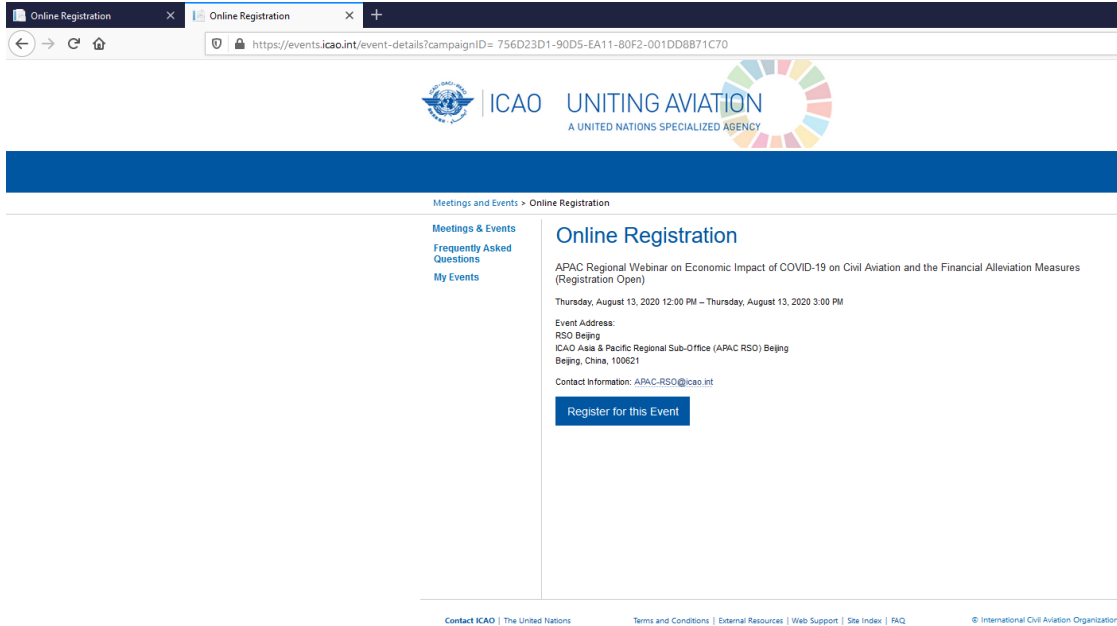 Online Registration
Online Registration
https://events.icao.int/event-details?campaignID= 756D23D1-90D5-EA11-80F2-001DD8B71C70
ICAO
UNITING AVIATION
A UNITED NATIONS SPECIALIZED AGENCY
Meetings and Events > Online Registration
Meetings & Events
Frequently Asked
Questions
My Events
Online Registration
APAC Regional Webinar on Economic Impact of COVID-19 on Civil Aviation and the Financial Alleviation Measures
(Registration Open)
Thursday, August 13, 2020 12:00 PM – Thursday, August 13, 2020 3:00 PM
Event Address:
RSO Beijing
ICAO Asia & Pacific Regional Sub-Office (APAC RSO) Beijing
Beijing, China, 100621
Contact Information: APAC-RSO@icao.int
Register for this Event
Contact ICAO | The United Nations
Terms and Conditions | External Resources | Web Support | Site Index | FAQ
© International Civil Aviation Organization